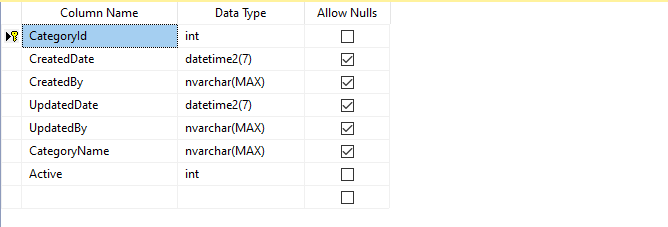 Column Name Data Type Allow Nulls
CategoryId int
CreatedDate datetime2(7)
CreatedBy nvarchar(MAX)
UpdatedDate datetime2(7)
UpdatedBy nvarchar(MAX)
CategoryName nvarchar(MAX)
Active int